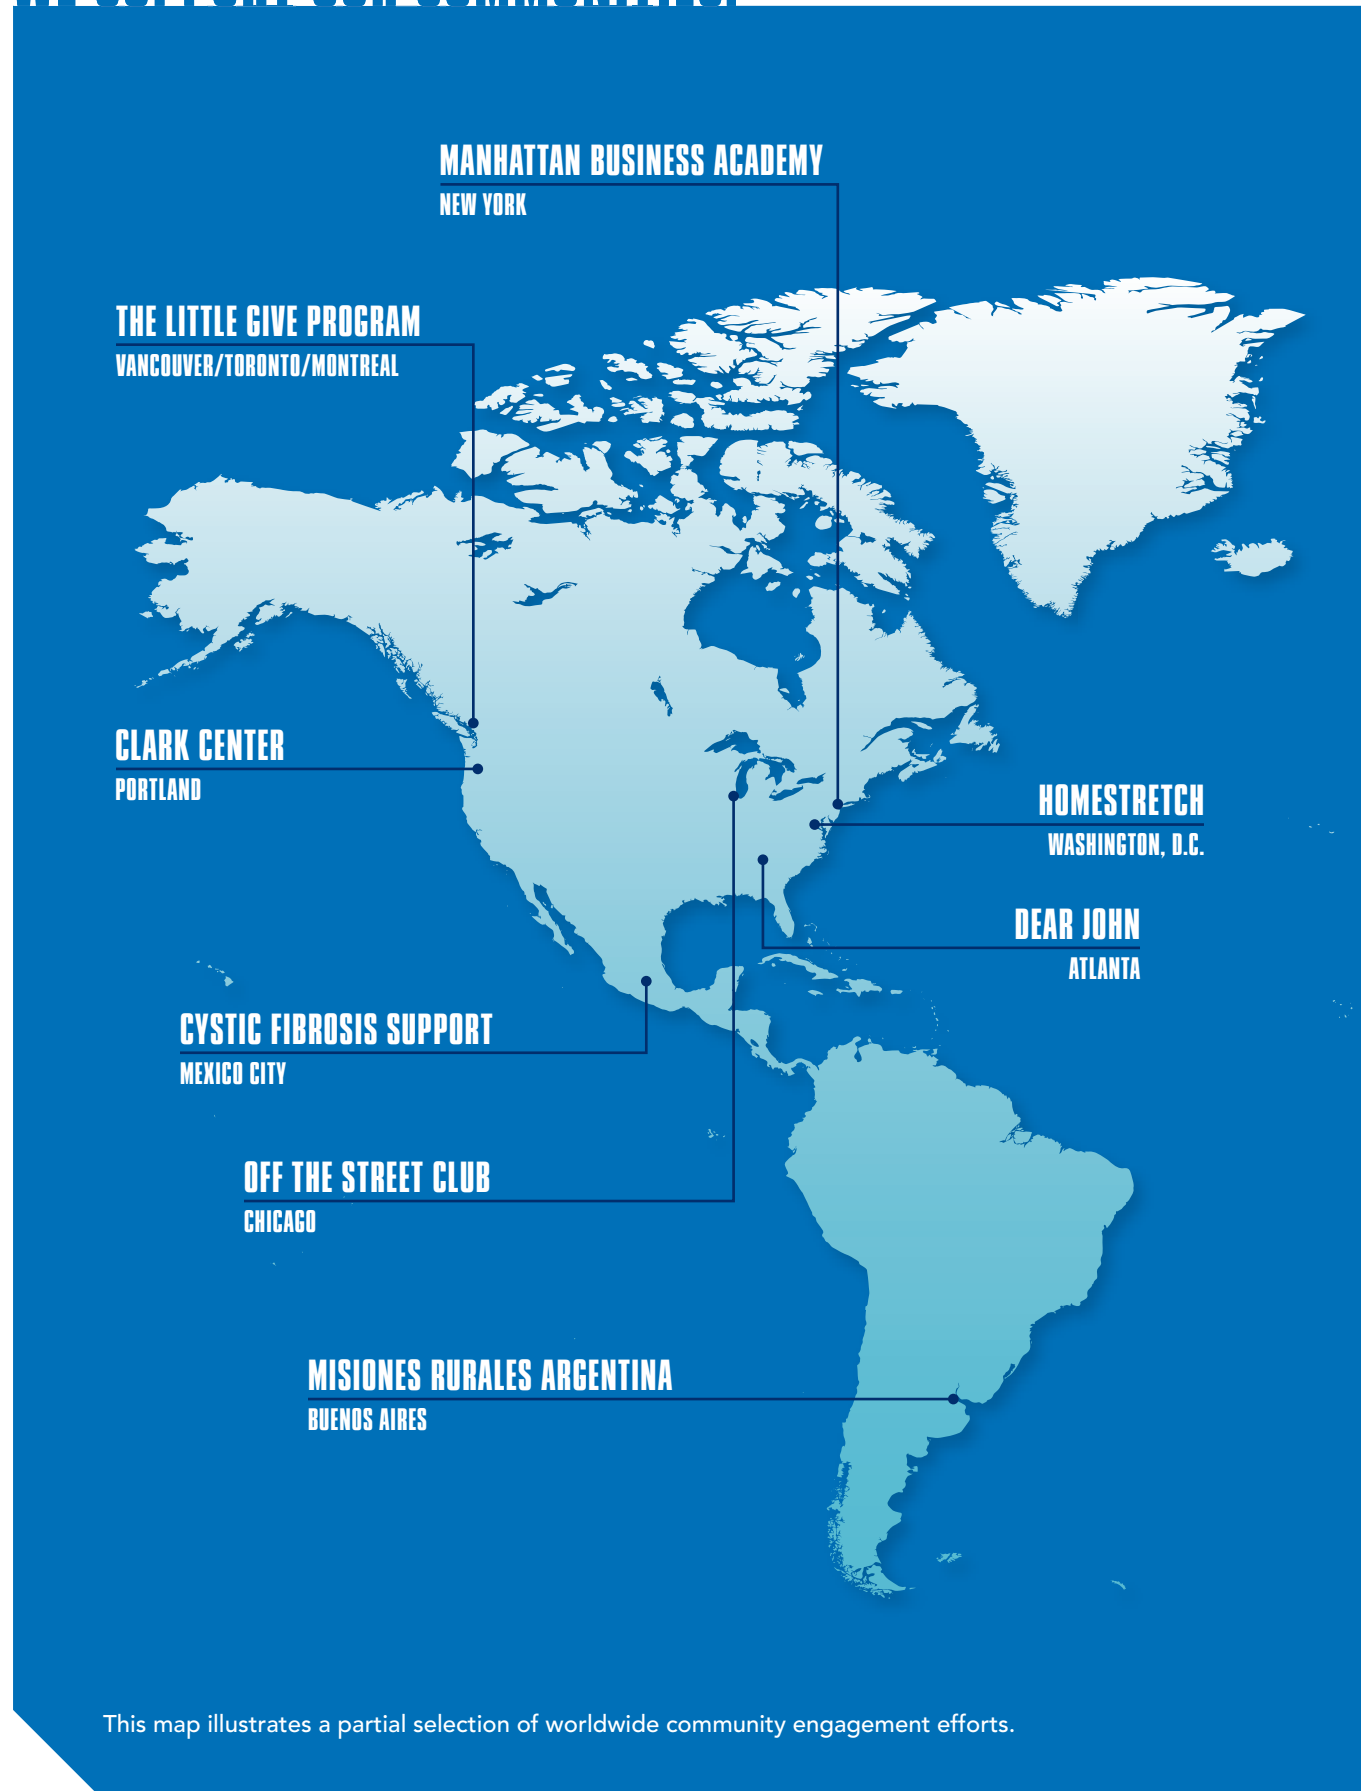 MANHATTAN BUSINESS ACADEMY
NEW YORK
THE LITTLE GIVE PROGRAM
VANCOUVER/TORONTO/MONTREAL
CLARK CENTER
PORTLAND
HOMESTRETCH
WASHINGTON, D.C.
DEAR JOHN
ATLANTA
CYSTIC FIBROSIS SUPPORT
MEXICO CITY
OFF THE STREET CLUB
CHICAGO
MISIONES RURALES ARGENTINA
BUENOS AIRES
This map illustrates a partial selection of worldwide community engagement efforts.